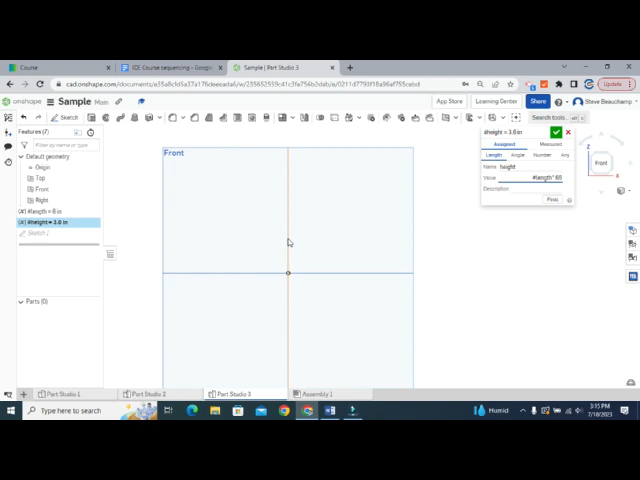 Course
IDE Course sequencing - Google
Sample | Part Studio 3
Update
onshape
Sample Main
App Store
Learning Center
Share
Steve Beauchamp
Sketch
Search tools...
Features (7)
Filter by name or type
Default geometry
Origin
Top
Front
Right
(x) #length = 6 in
(x) #height = 3.6 in
Sketch 1
Parts (0)
Front
#height = 3.6 in
Assigned Measured
Length Angle Number Any
Name height
Value #length*.65
Description
Final
Z
Front
X
Part Studio 1
Part Studio 2
Part Studio 3
Assembly 1
Type here to search
Humid
3:15 PM
7/18/2023